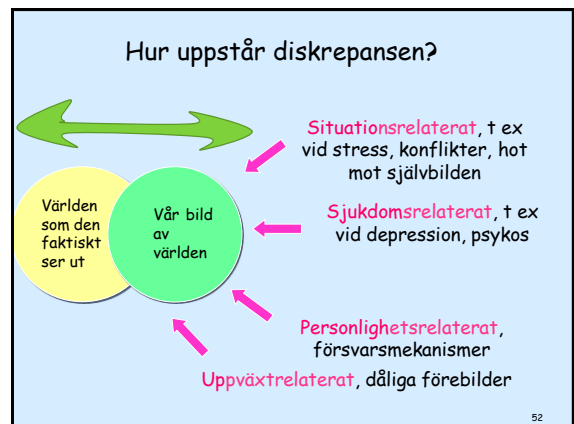 Hur uppstår diskrepansen?
Situationsrelaterat, t ex
vid stress, konflikter, hot
mot självbilden
Världen
som den
faktiskt
ser ut
Vår bild
av
världen
Sjukdomsrelaterat, t ex
vid depression, psykos
Personlighetsrelaterat,
försvarsmekanismer
Uppväxtrelaterat, dåliga förebilder
52